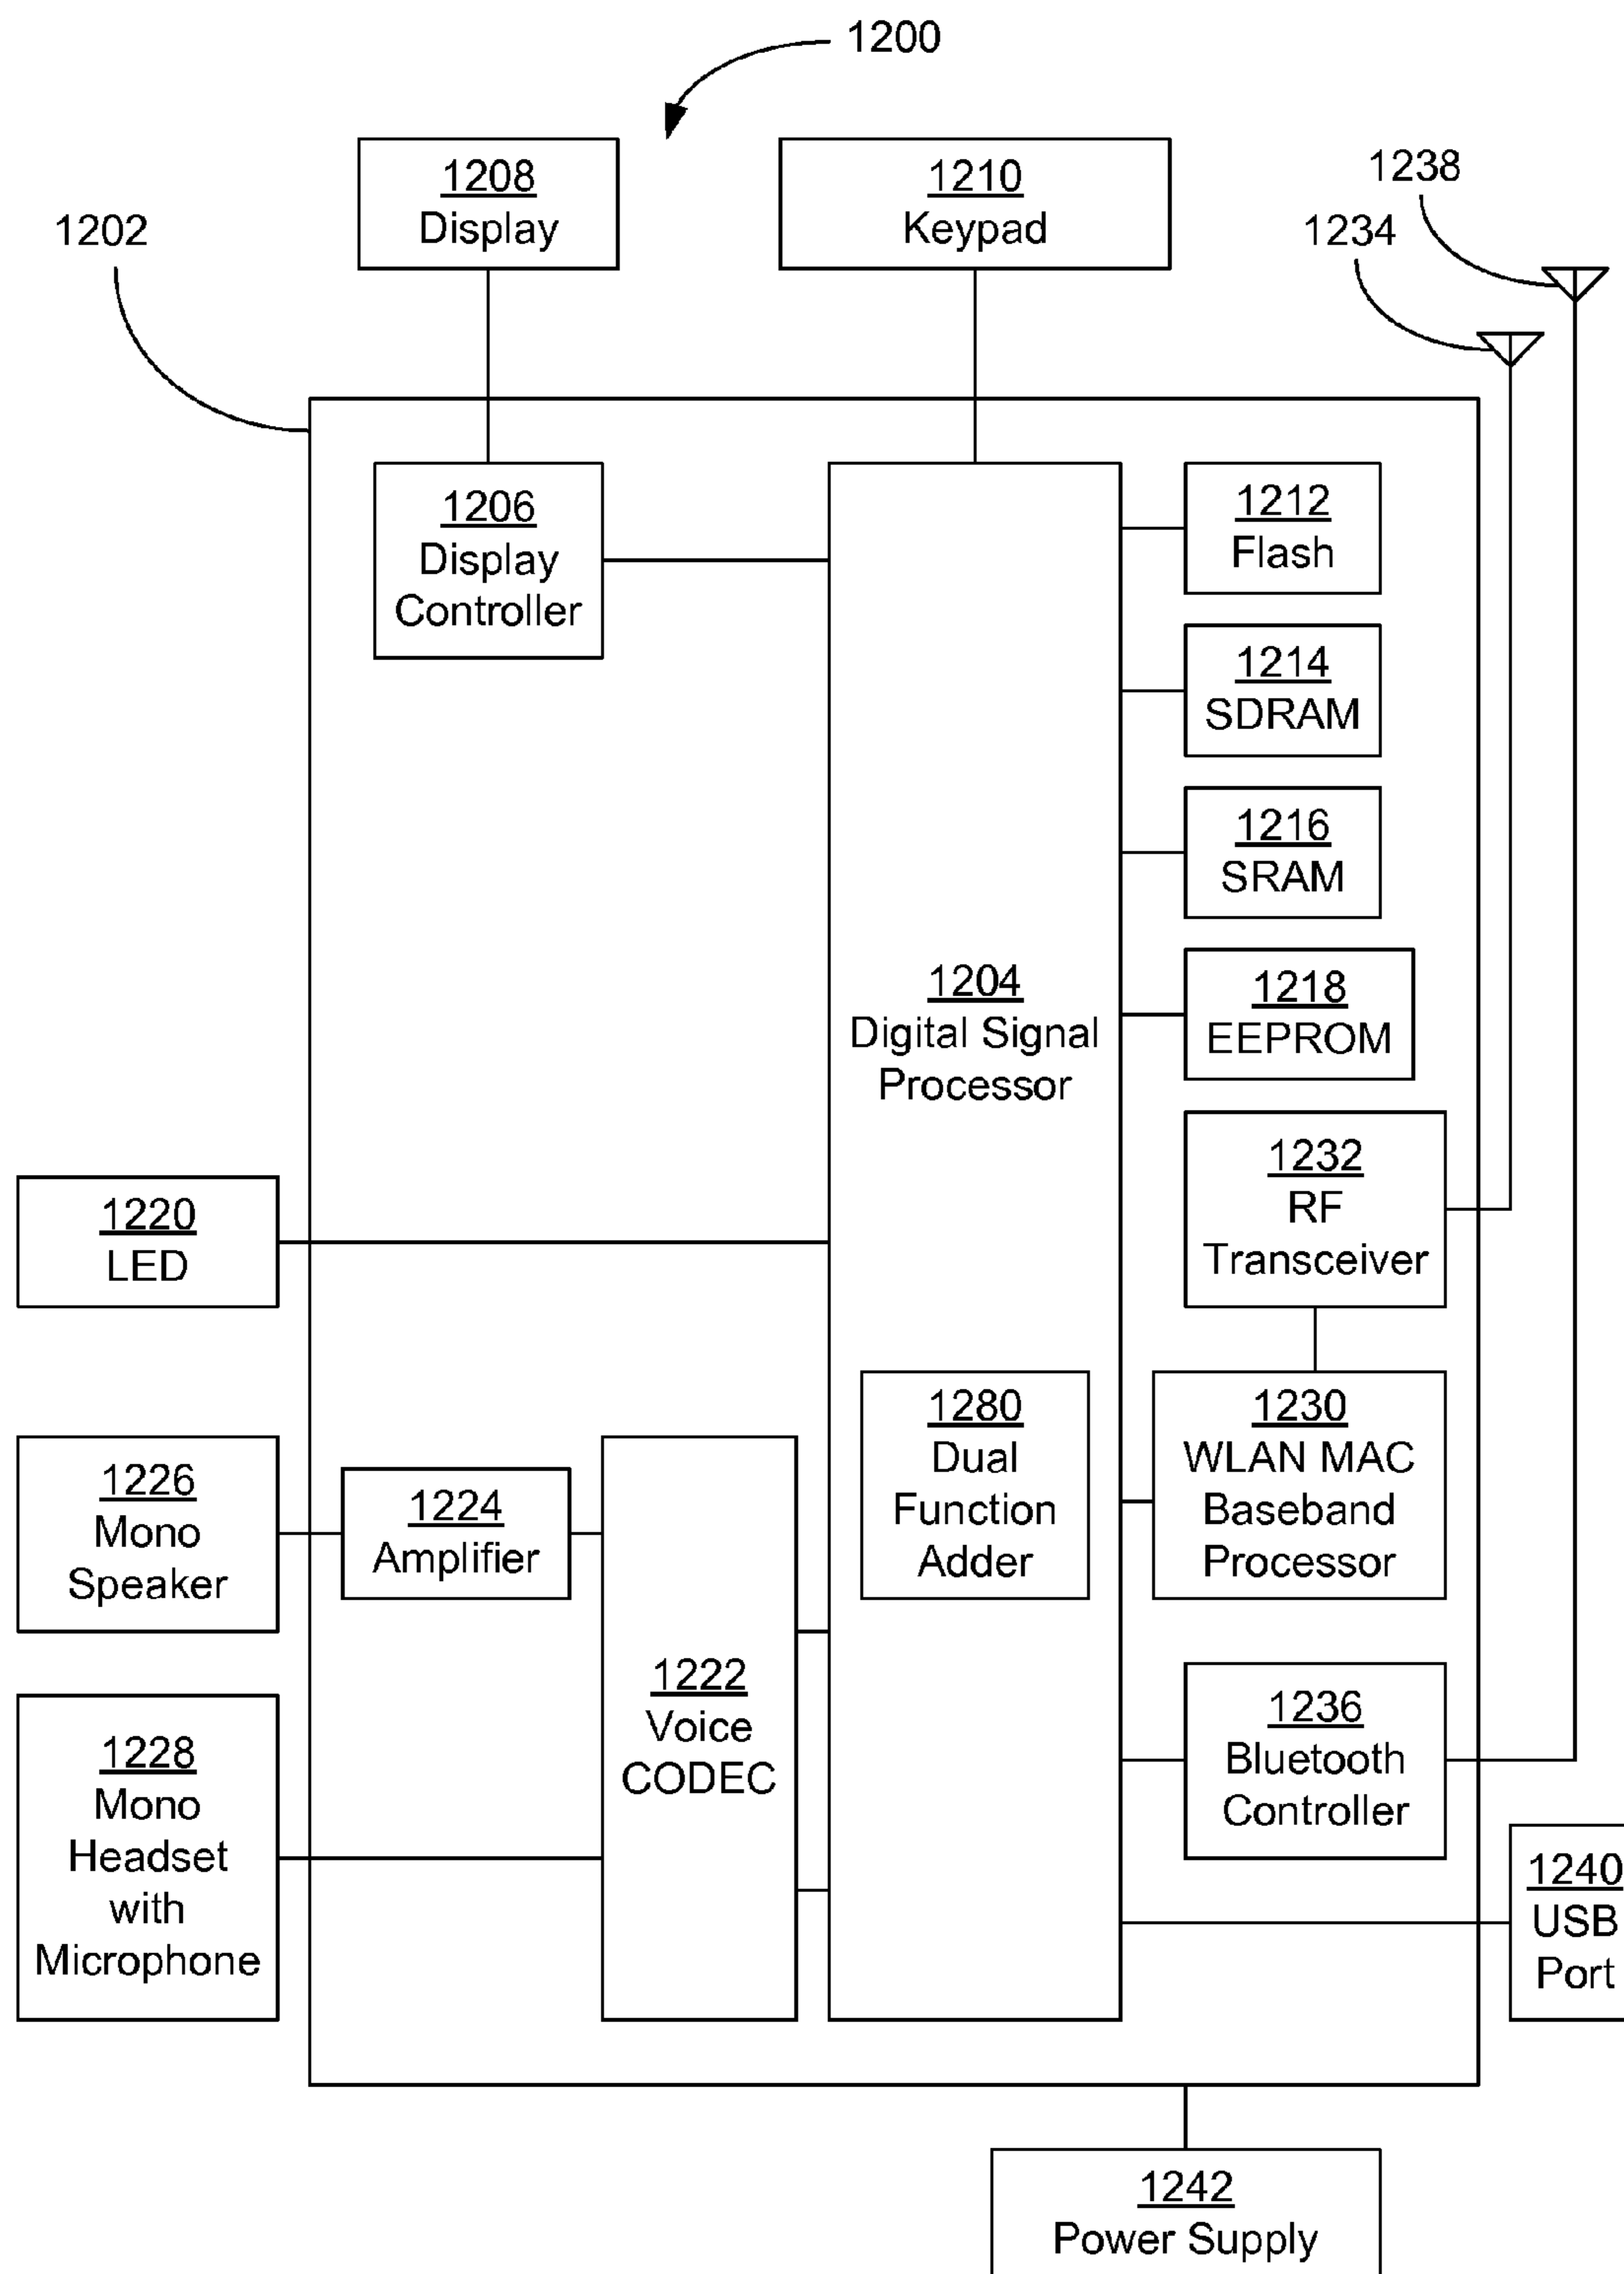 1200
1208
Display
1210
Keypad
1238
1234
1202
1206
Display
Controller
1212
Flash
1214
SDRAM
1216
SRAM
1204
Digital Signal
Processor
1218
EEPROM
1232
RF
Transceiver
1220
LED
1280
Dual
Function
Adder
1230
WLAN MAC
Baseband
Processor
1226
Mono
Speaker
1224
Amplifier
1222
Voice
CODEC
1228
Mono
Headset
with
Microphone
1236
Bluetooth
Controller
1240
USB
Port
1242
Power Supply